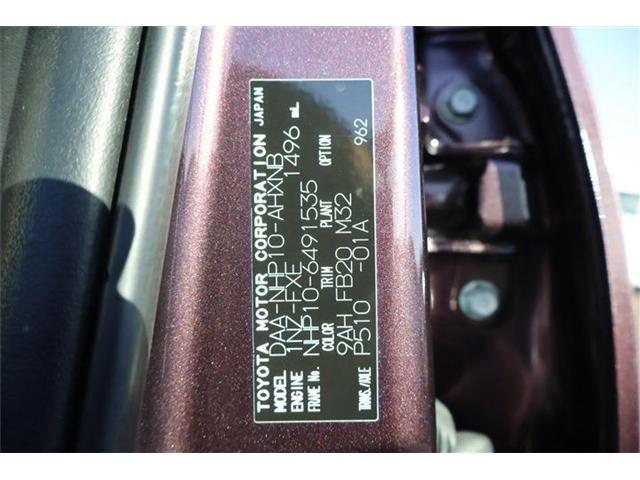 TOYOTA MOTOR CORPORATION JAPAN
MODEL DAA-NHP10-AHXNB
ENGINE 1NZ-FXE 1496 mL
FRAME No. NHP10-6491535
COLOR TRIM PLANT OPTION
9AH FB20 M32 962
TRANS./AXLE P510 -01A